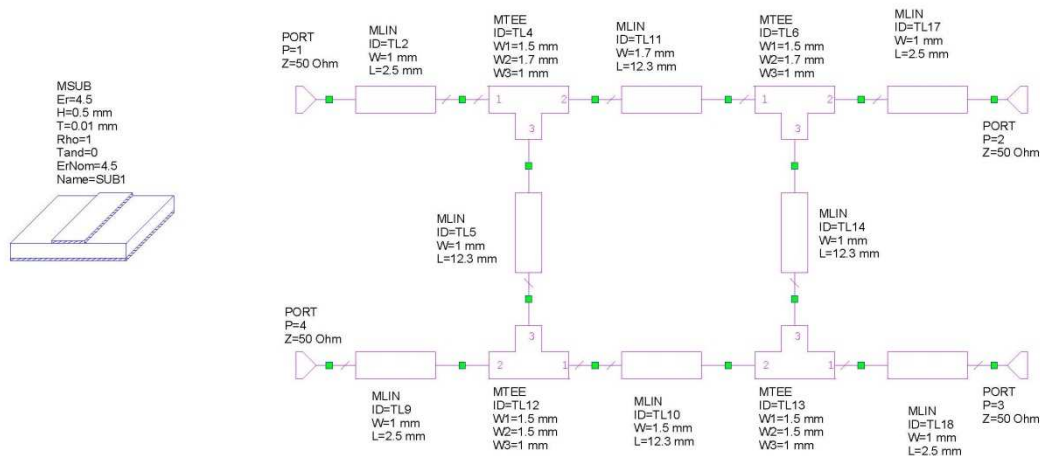 MSUB
Er=4.5
H=0.5 mm
T=0.01 mm
Rho=1
Tand=0
ErNom=4.5
Name=SUB1
PORT
P=1
Z=50 Ohm
MLIN
ID=TL2
W=1 mm
L=2.5 mm
MTEE
ID=TL4
W1=1.5 mm
W2=1.7 mm
W3=1 mm
1
2
3
MLIN
ID=TL11
W=1.7 mm
L=12.3 mm
MTEE
ID=TL6
W1=1.5 mm
W2=1.7 mm
W3=1 mm
1
2
3
MLIN
ID=TL17
W=1 mm
L=2.5 mm
PORT
P=2
Z=50 Ohm
MLIN
ID=TL5
W=1 mm
L=12.3 mm
MLIN
ID=TL14
W=1 mm
L=12.3 mm
PORT
P=4
Z=50 Ohm
MLIN
ID=TL9
W=1 mm
L=2.5 mm
3
2
1
MTEE
ID=TL12
W1=1.5 mm
W2=1.5 mm
W3=1 mm
MLIN
ID=TL10
W=1.5 mm
L=12.3 mm
3
2
1
MTEE
ID=TL13
W1=1.5 mm
W2=1.5 mm
W3=1 mm
MLIN
ID=TL18
W=1 mm
L=2.5 mm
PORT
P=3
Z=50 Ohm